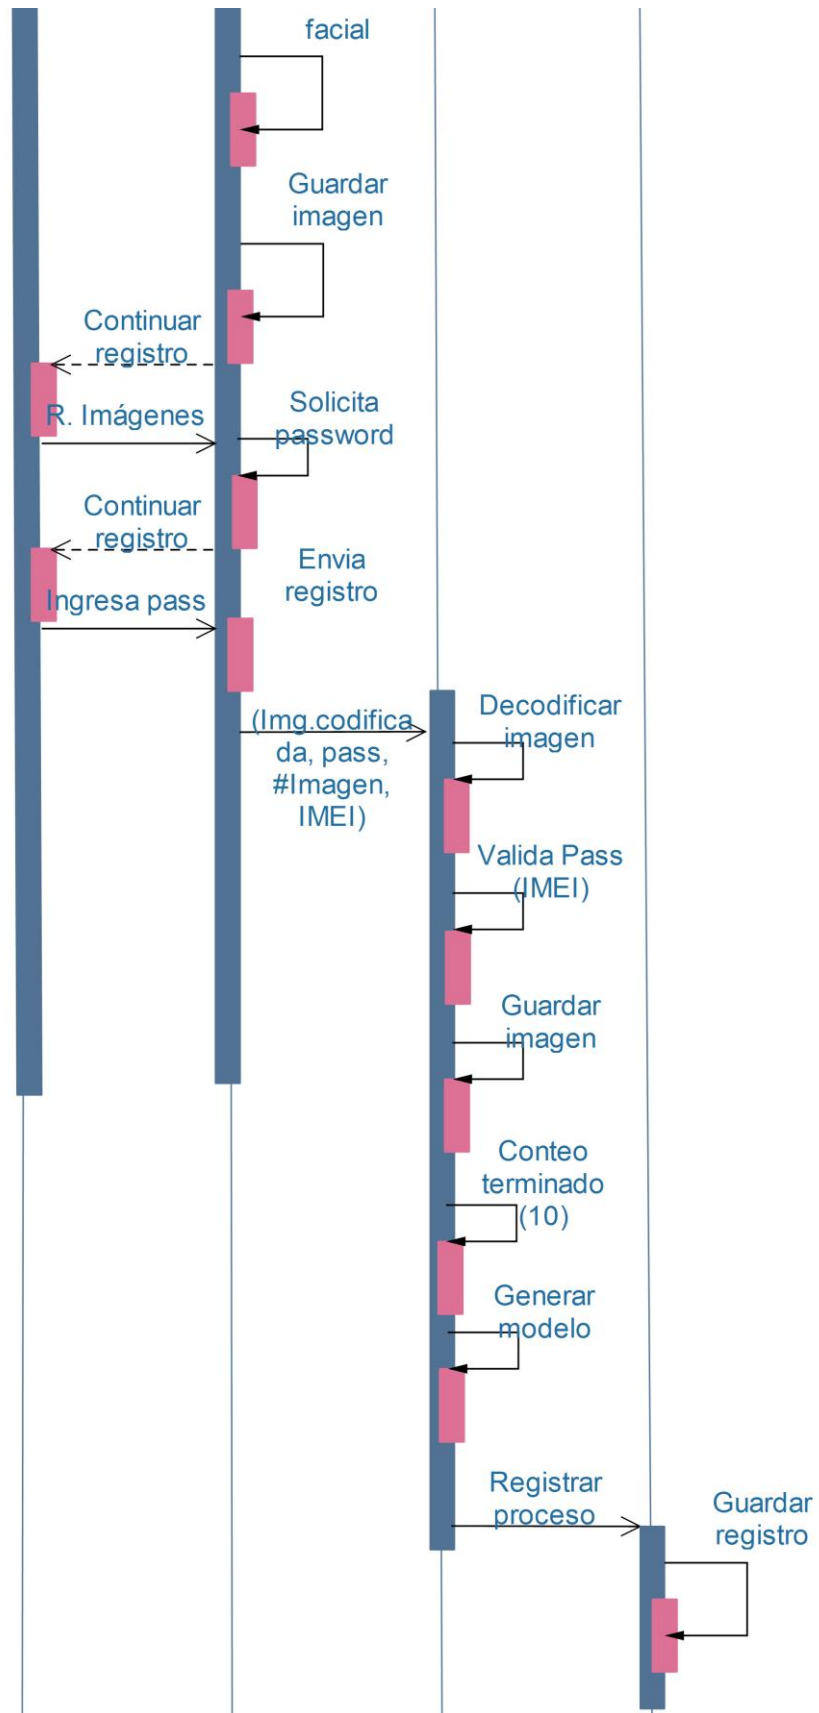 facial
Guardar
imagen
Continuar
registro
R. Imágenes
Solicita
password
Continuar
registro
Envia
registro
Ingresa pass
(Img.codifica
da, pass,
#Imagen,
IMEI)
Decodificar
imagen
Valida Pass
(IMEI)
Guardar
imagen
Conteo
terminado
(10)
Generar
modelo
Registrar
proceso
Guardar
registro